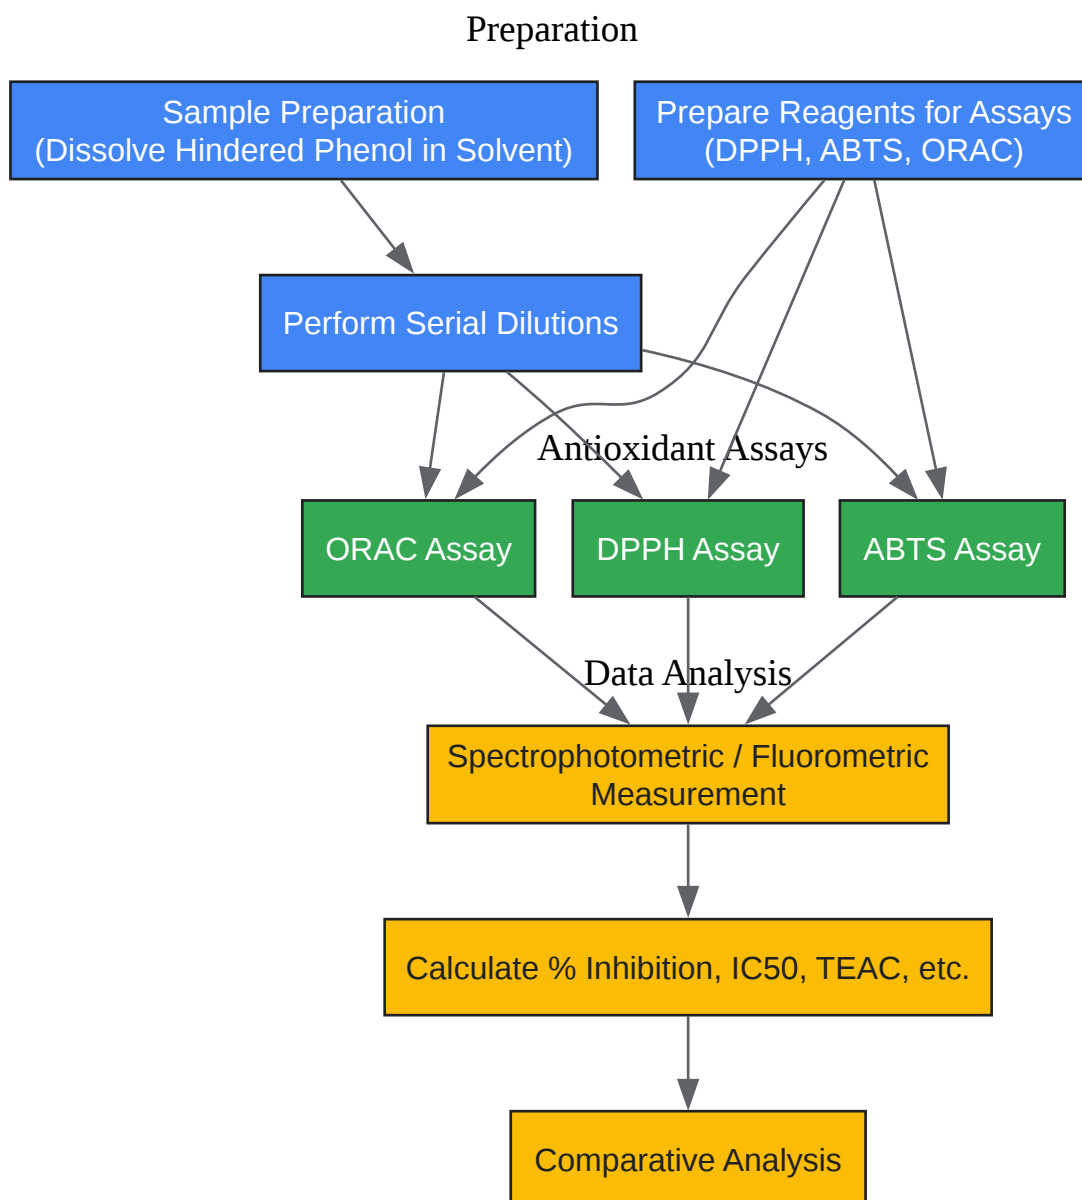 Preparation
Sample Preparation
(Dissolve Hindered Phenol in Solvent)
Prepare Reagents for Assays
(DPPH, ABTS, ORAC)
Perform Serial Dilutions
Antioxidant Assays
ORAC Assay
DPPH Assay
ABTS Assay
Data Analysis
Spectrophotometric / Fluorometric
Measurement
Calculate % Inhibition, IC50, TEAC, etc.
Comparative Analysis